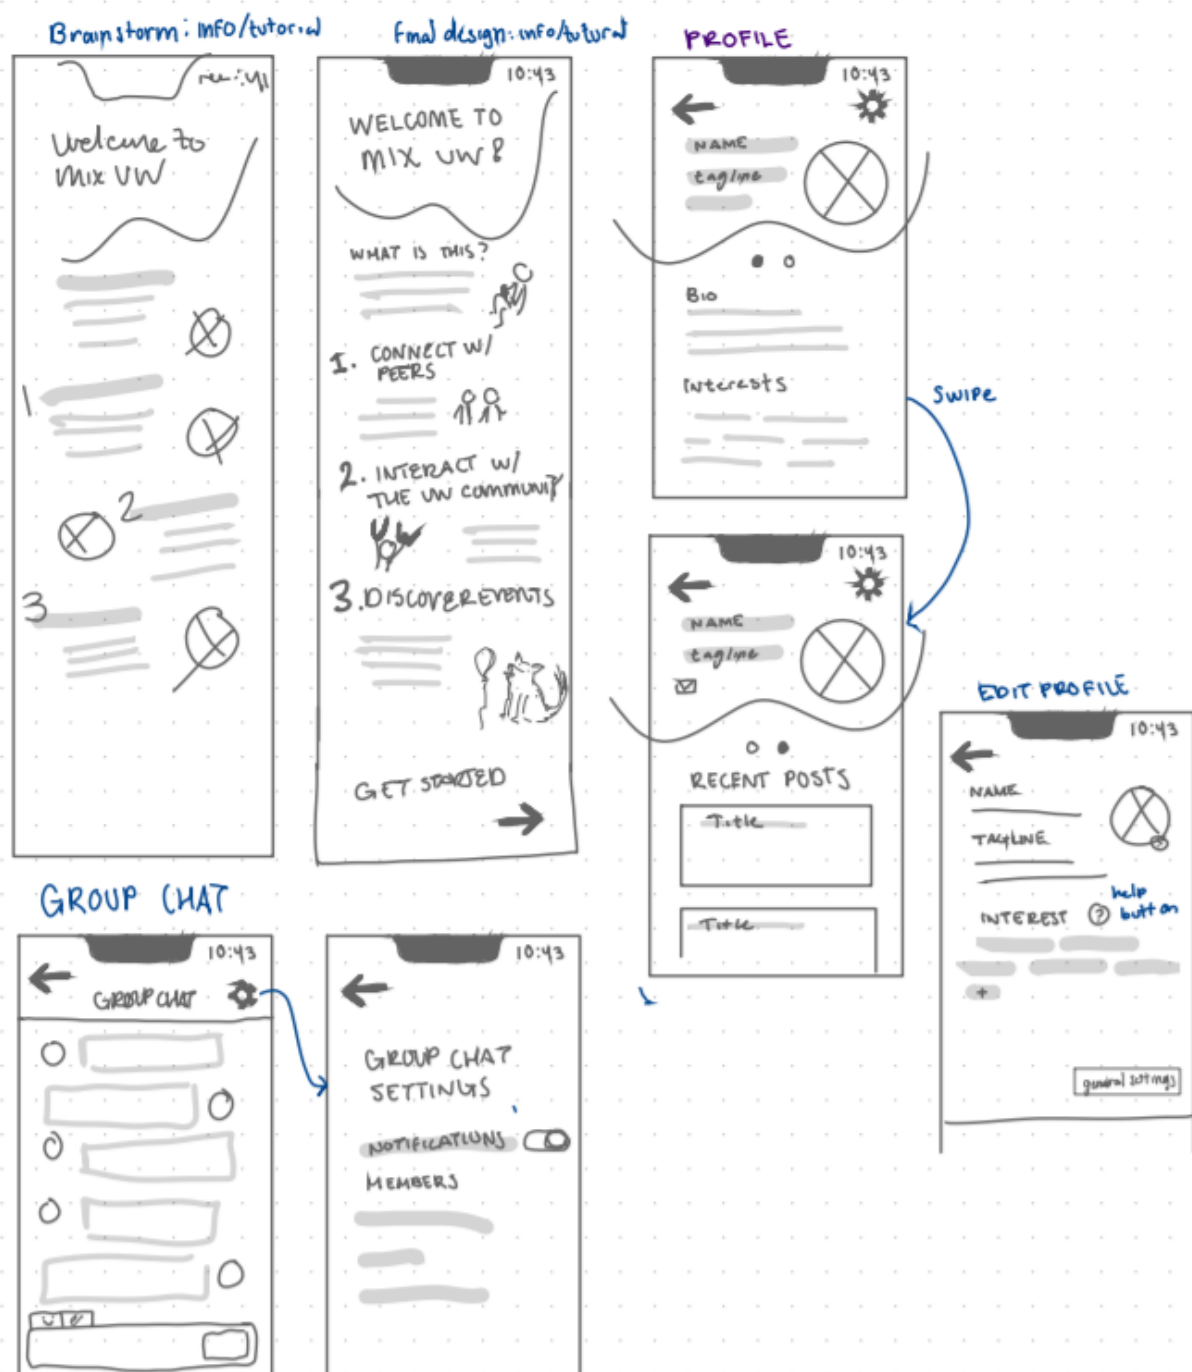 Brainstorm: INFO/tutorial
Welcome to
MIX UW
1
2
3
Final design: info/tutorial
10:43
WELCOME TO
MIX UW!
WHAT IS THIS?
1. CONNECT W/
PEERS
2. INTERACT W/
THE UW COMMUNITY
3. DISCOVER EVENTS
GET STARTED
PROFILE
10:43
NAME
tagline
Bio
Interests
Swipe
10:43
NAME
tagline
RECENT POSTS
Title
Title
EDIT PROFILE
10:43
NAME
TAGLINE
INTEREST ?
help
button
+
general settings
GROUP CHAT
10:43
GROUP CHAT
10:43
GROUP CHAT
SETTINGS
NOTIFICATIONS
MEMBERS